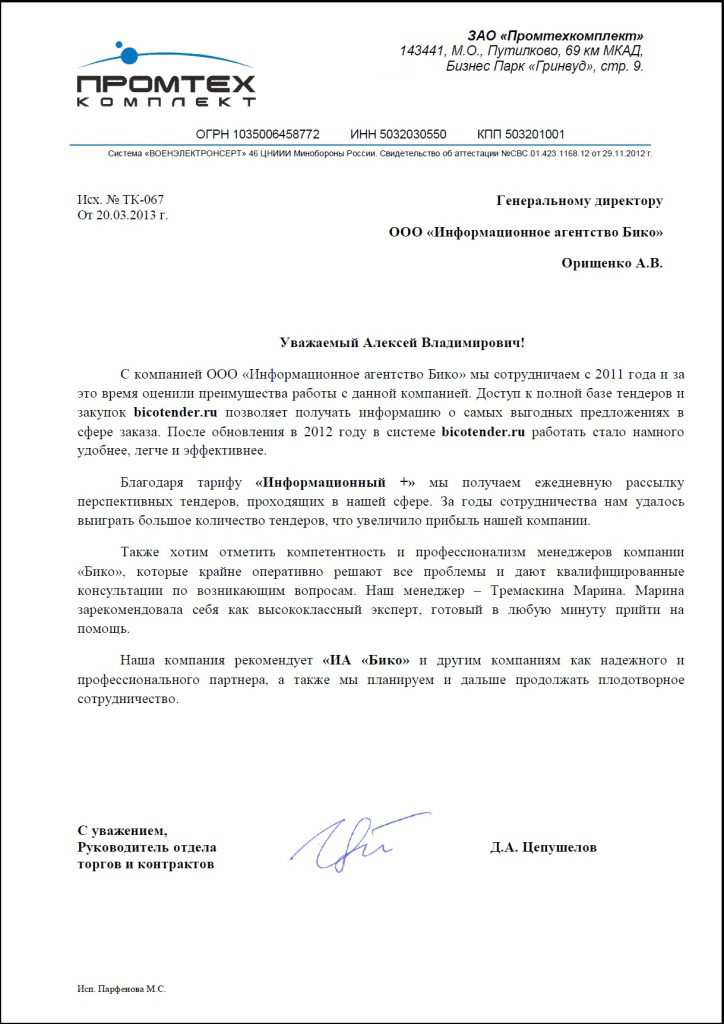 ПРОМТЕХ
КОМПЛЕКТ
ЗАО «Промтехкомплект»
143441, М.О., Путилково, 69 км МКАД,
Бизнес Парк «Гринвуд», стр. 9.
ОГРН 1035006458772 ИНН 5032030550 КПП 503201001
Система «ВОЕНЭЛЕКТРОНСЕРТ» 46 ЦНИИИ Минобороны России. Свидетельство об аттестации №СВС.01.423.1168.12 от 29.11.2012 г.
Исх. № ТК-067
От 20.03.2013 г.
Генеральному директору
ООО «Информационное агентство Бико»
Орищенко А.В.
Уважаемый Алексей Владимирович!
С компанией ООО «Информационное агентство Бико» мы сотрудничаем с 2011 года и за
это время оценили преимущества работы с данной компанией. Доступ к полной базе тендеров и
закупок bicotender.ru позволяет получать информацию о самых выгодных предложениях в
сфере заказа. После обновления в 2012 году в системе bicotender.ru работать стало намного
удобнее, легче и эффективнее.
Благодаря тарифу «Информационный +» мы получаем ежедневную рассылку
перспективных тендеров, проходящих в нашей сфере. За годы сотрудничества нам удалось
выиграть большое количество тендеров, что увеличило прибыль нашей компании.
Также хотим отметить компетентность и профессионализм менеджеров компании
«Бико», которые крайне оперативно решают все проблемы и дают квалифицированные
консультации по возникающим вопросам. Наш менеджер – Тремаскина Марина. Марина
зарекомендовала себя как высококлассный эксперт, готовый в любую минуту прийти на
помощь.
Наша компания рекомендует «ИА «Бико» и другим компаниям как надежного и
профессионального партнера, а также мы планируем и дальше продолжать плодотворное
сотрудничество.
С уважением,
Руководитель отдела
торгов и контрактов
Д.А. Цепушелов
Исп. Парфенова М.С.